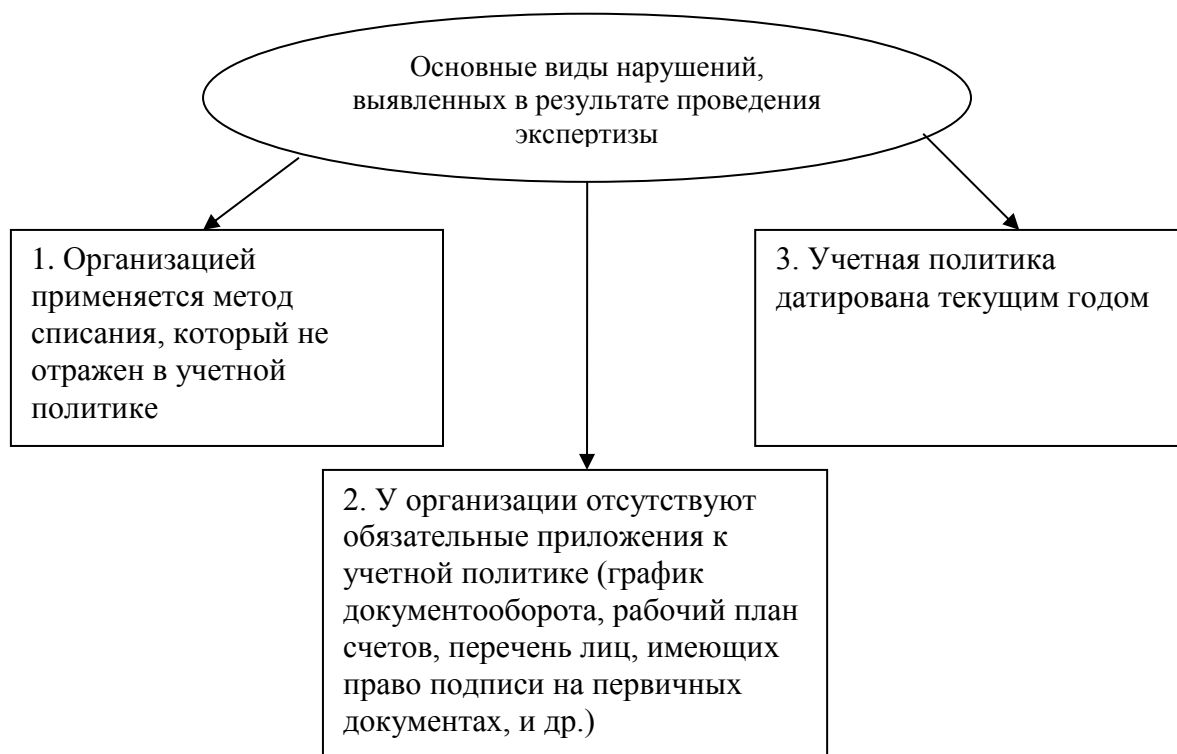 Основные виды нарушений,
выявленных в результате проведения
экспертизы
1. Организацией
применяется метод
списания, который не
отражен в учетной
политике
3. Учетная политика
датирована текущим годом
2. У организации отсутствуют
обязательные приложения к
учетной политике (график
документооборота, рабочий план
счетов, перечень лиц, имеющих
право подписи на первичных
документах, и др.)